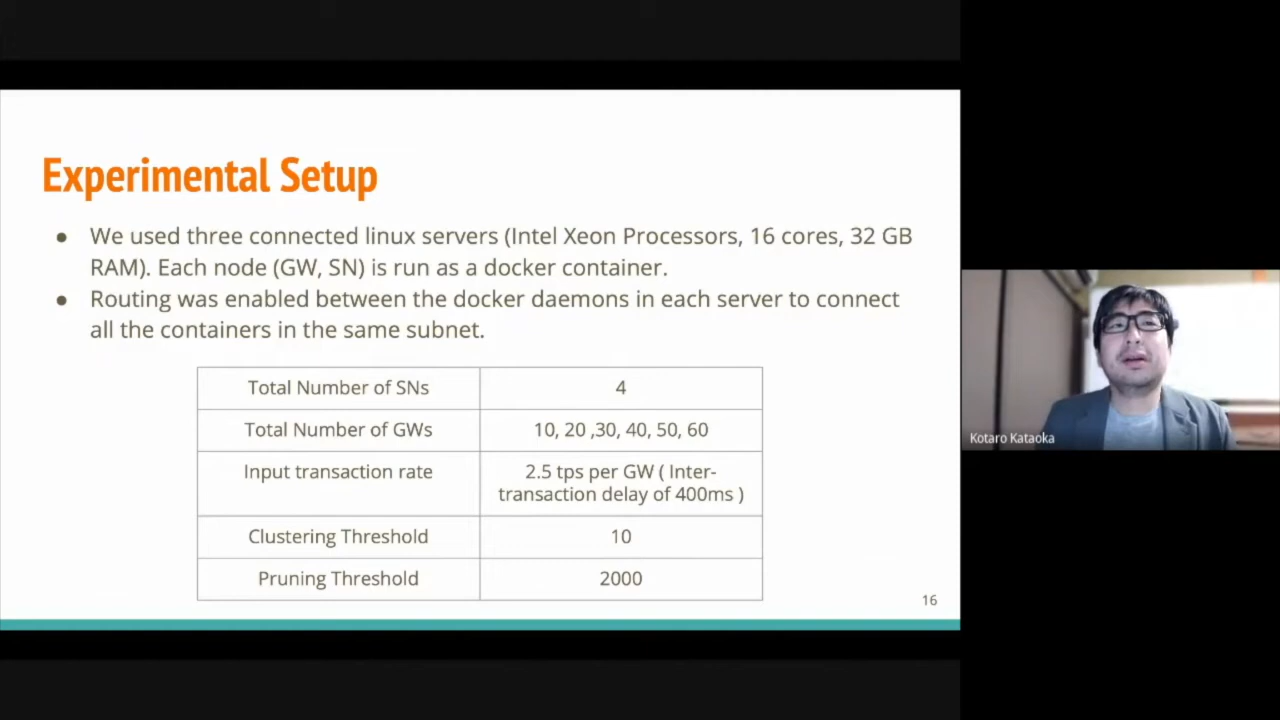 Experimental Setup
● We used three connected linux servers (Intel Xeon Processors, 16 cores, 32 GB
RAM). Each node (GW, SN) is run as a docker container.
● Routing was enabled between the docker daemons in each server to connect
all the containers in the same subnet.
Total Number of SNs 4
Total Number of GWs 10, 20 ,30, 40, 50, 60
Input transaction rate 2.5 tps per GW ( Inter-
transaction delay of 400ms )
Clustering Threshold 10
Pruning Threshold 2000
16
Kotaro Kataoka